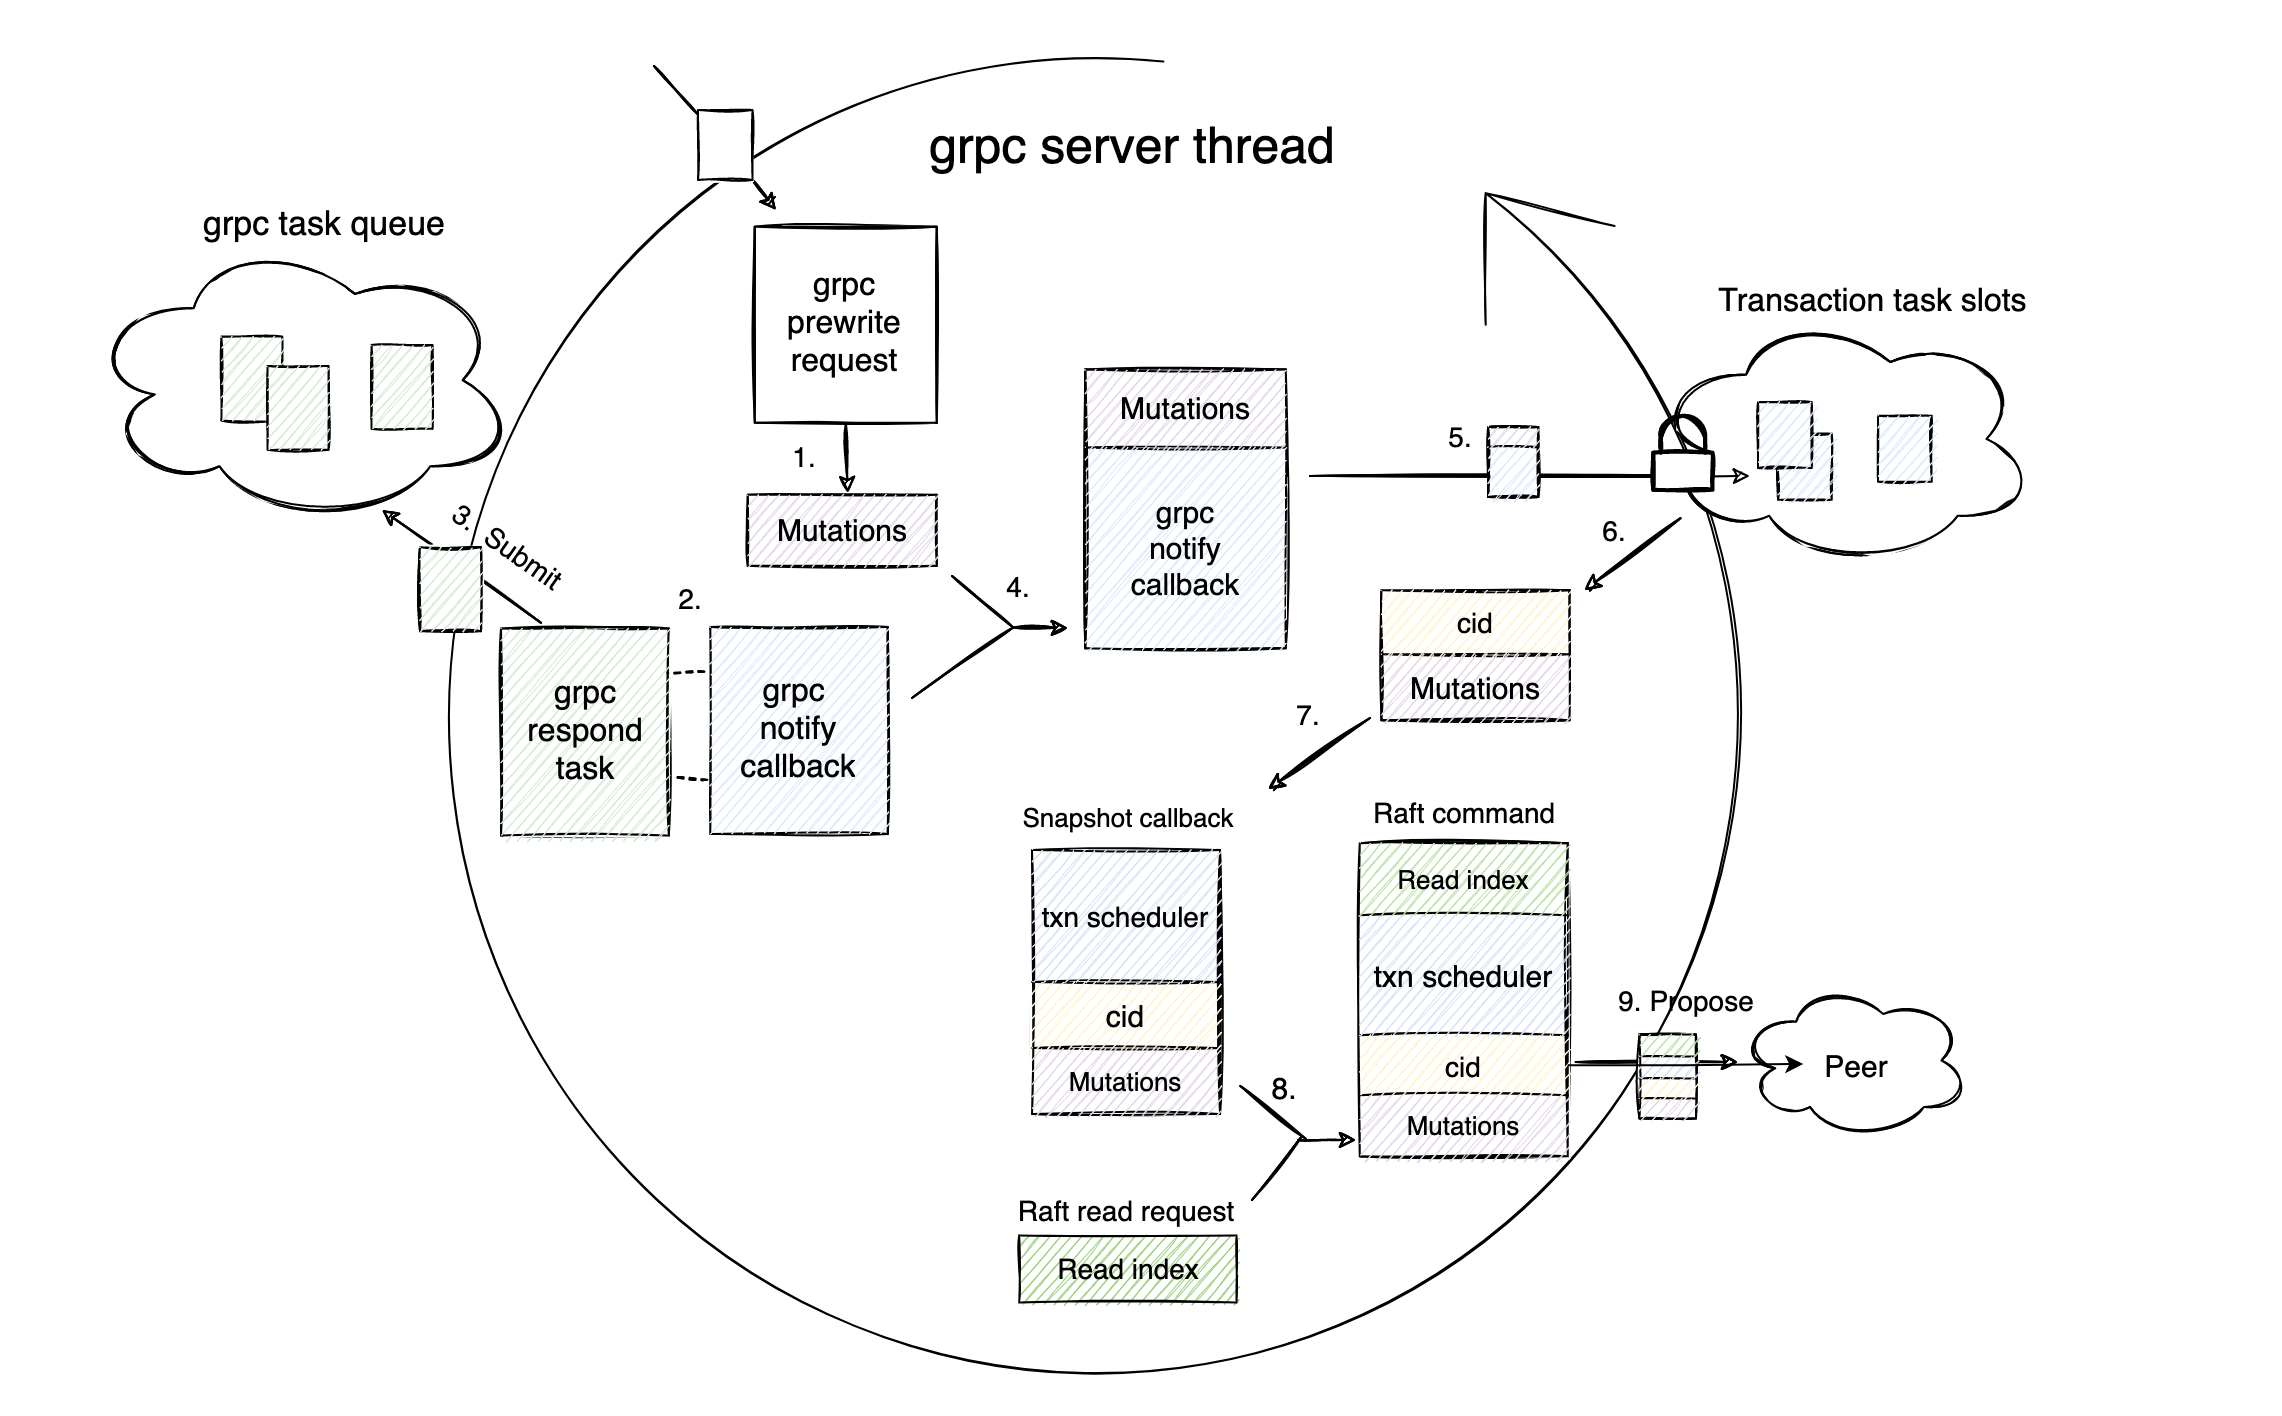 grpc server thread
grpc task queue
grpc
prewrite
request
1.
Mutations
3. Submit
2.
grpc
respond
task
grpc
notify
callback
4.
Mutations
grpc
notify
callback
5.
Transaction task slots
6.
cid
Mutations
7.
Snapshot callback
txn scheduler
cid
Mutations
8.
Raft read request
Read index
Raft command
Read index
txn scheduler
cid
Mutations
9. Propose
Peer